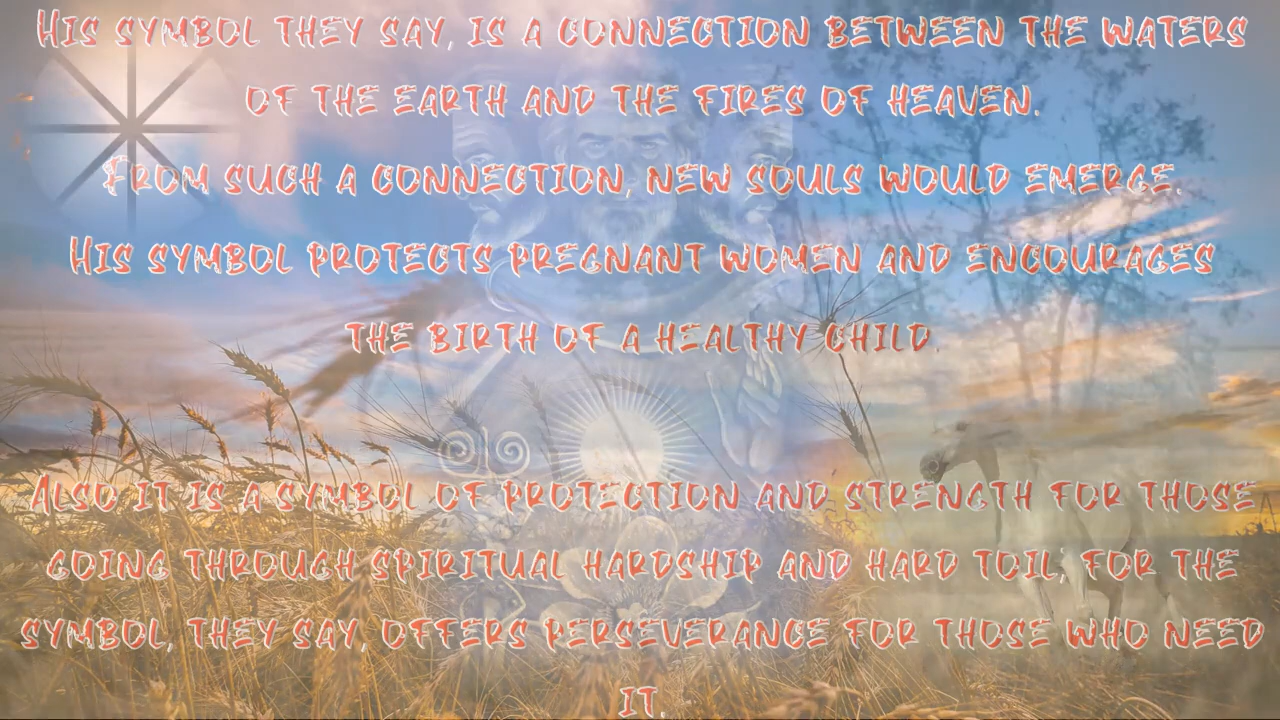 His symbol they say, is a connection between the waters
of the earth and the fires of heaven.
From such a connection, new souls would emerge.
His symbol protects pregnant women and encourages
the birth of a healthy child.
Also it is a symbol of protection and strength for those
going through spiritual hardship and hard toil; for the
symbol, they say, offers perseverance for those who need
it.